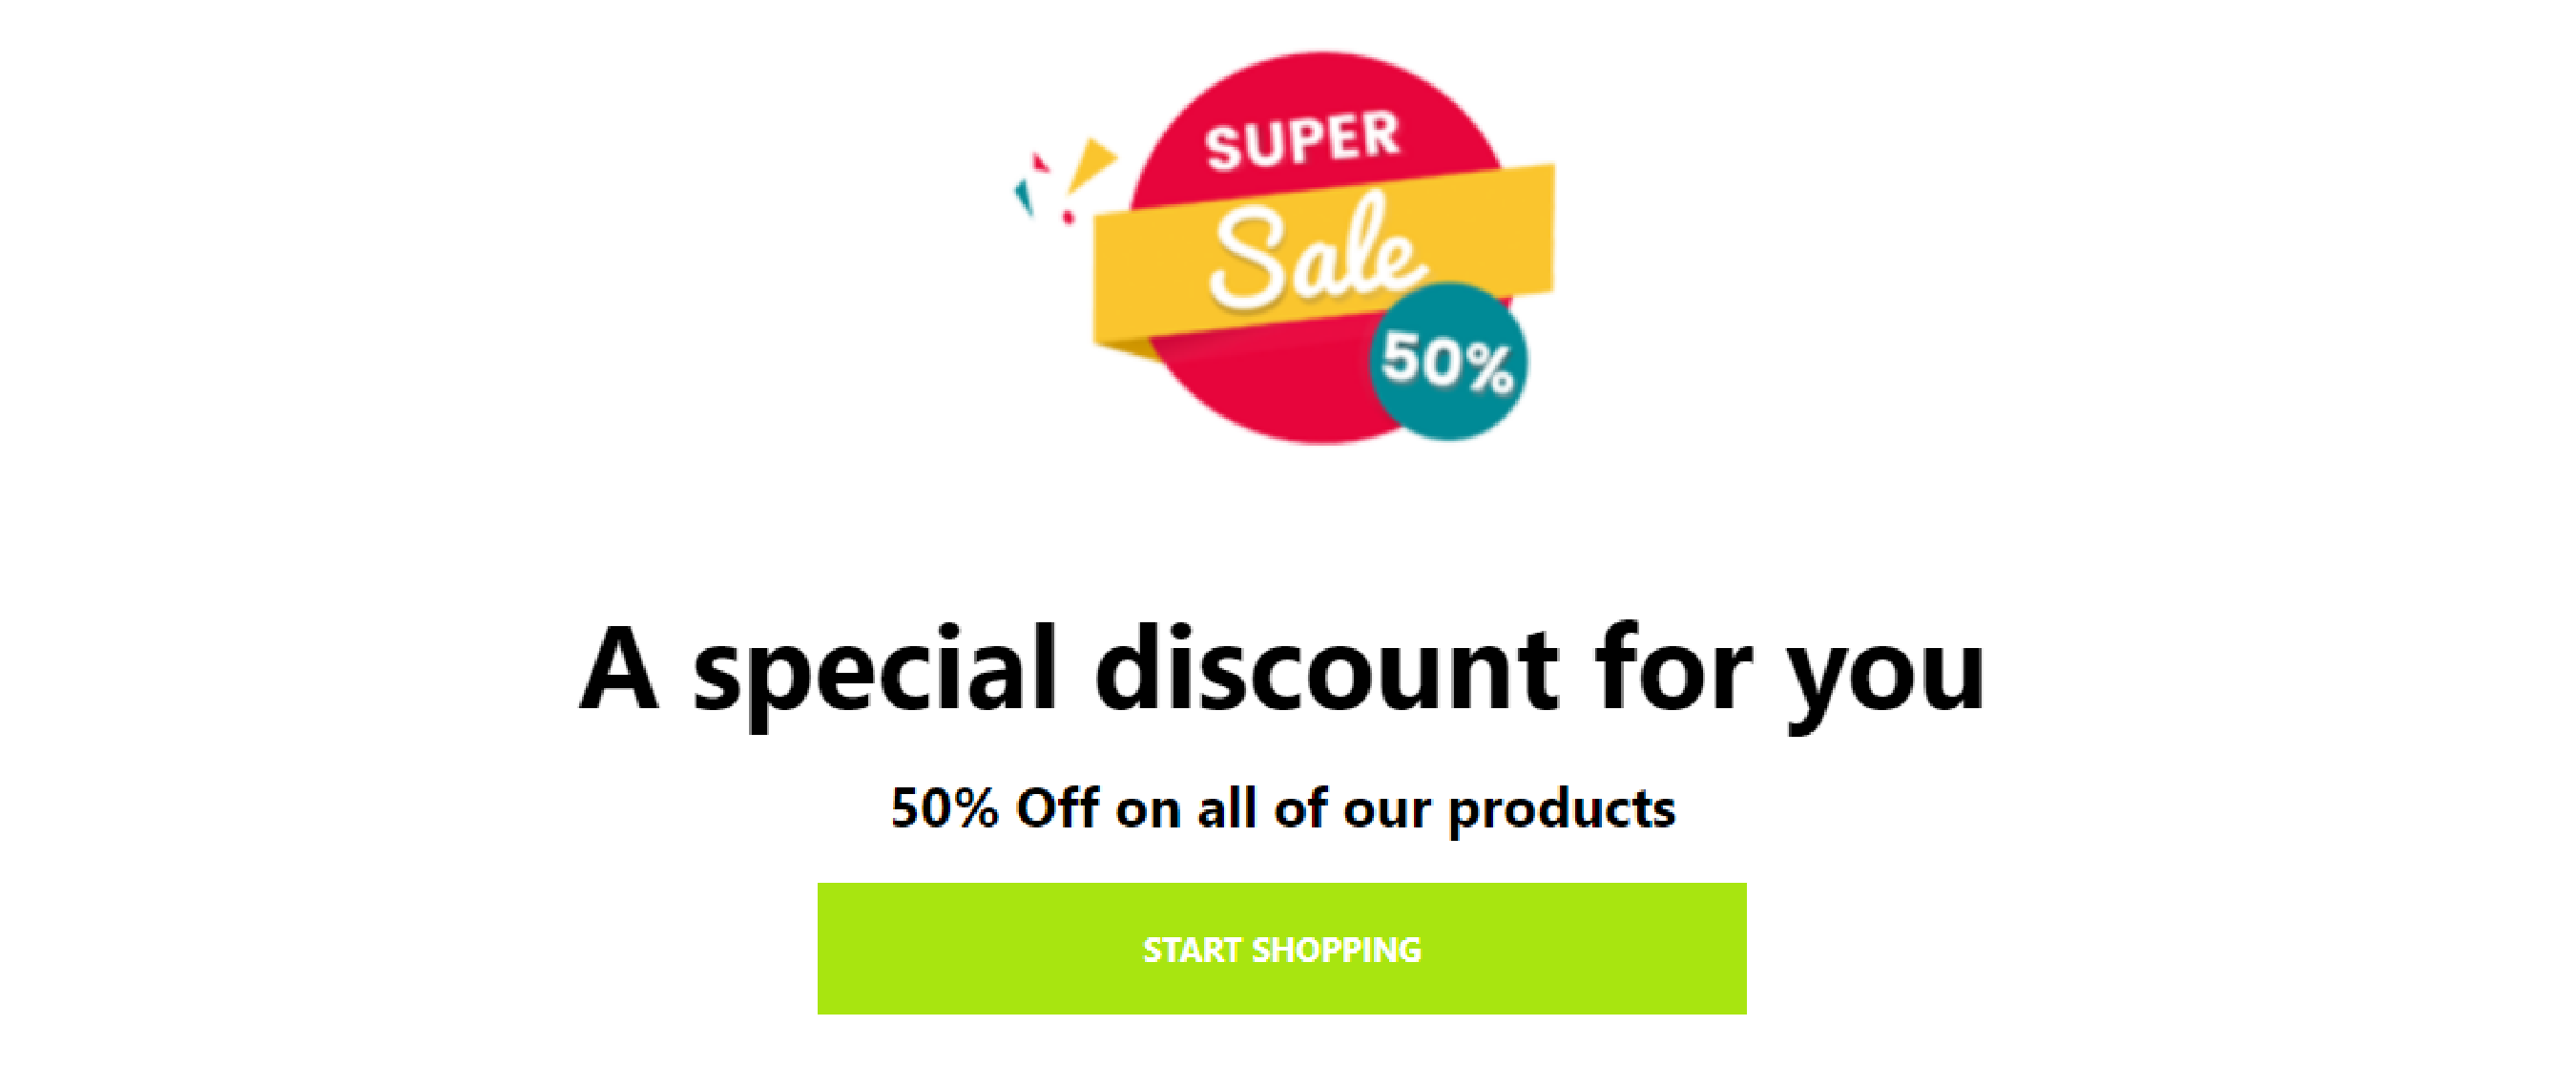 SUPER
Sale
50%
A special discount for you
50% Off on all of our products
START SHOPPING